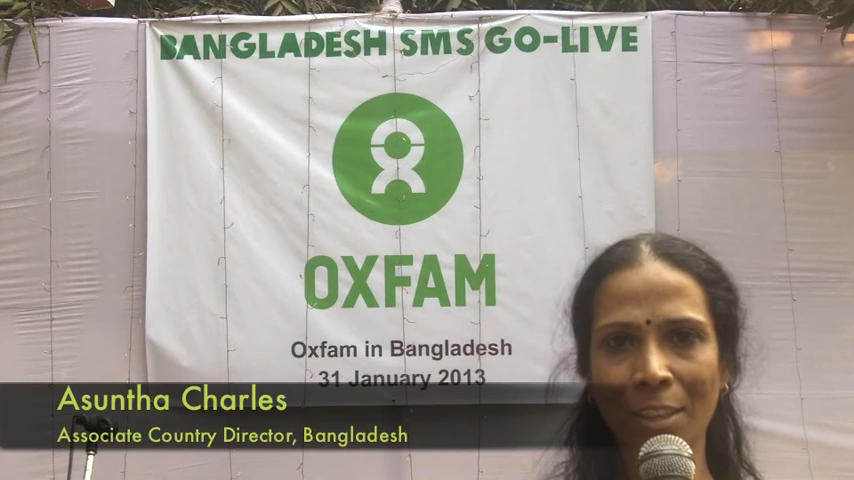 BANGLADESH SMS GO-LIVE
OXFAM
Oxfam in Bangladesh
31 January 2013
Asuntha Charles
Associate Country Director, Bangladesh